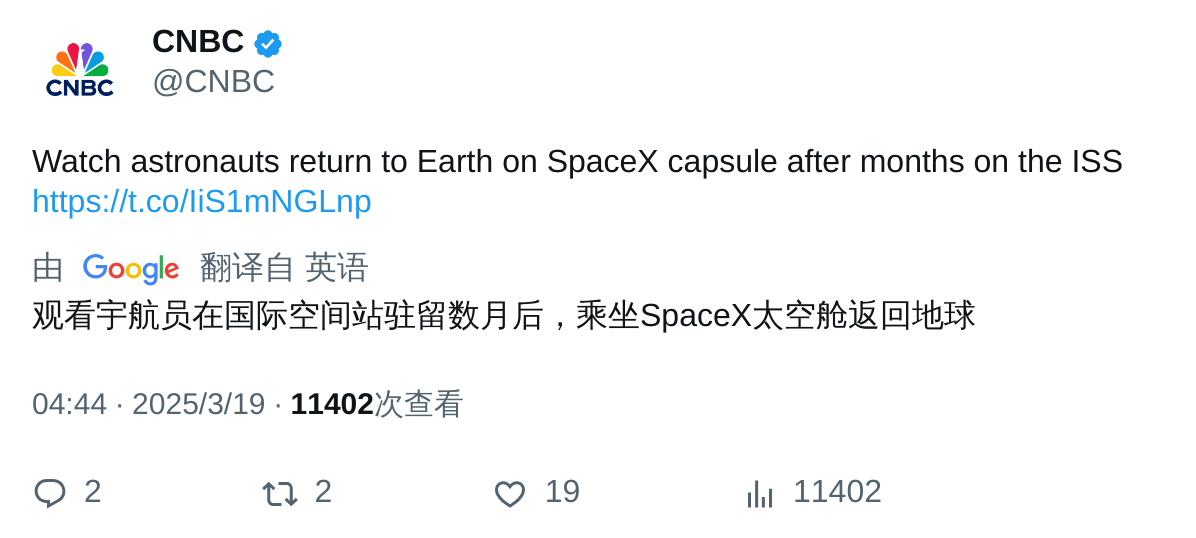 CNBC
CNBC
@CNBC
Watch astronauts return to Earth on SpaceX capsule after months on the ISS
https://t.co/IiS1mNGLnp
由 Google 翻译自 英语
观看宇航员在国际空间站驻留数月后，乘坐SpaceX太空舱返回地球
04:44 · 2025/3/19 · 11402次查看
2 2 19 11402